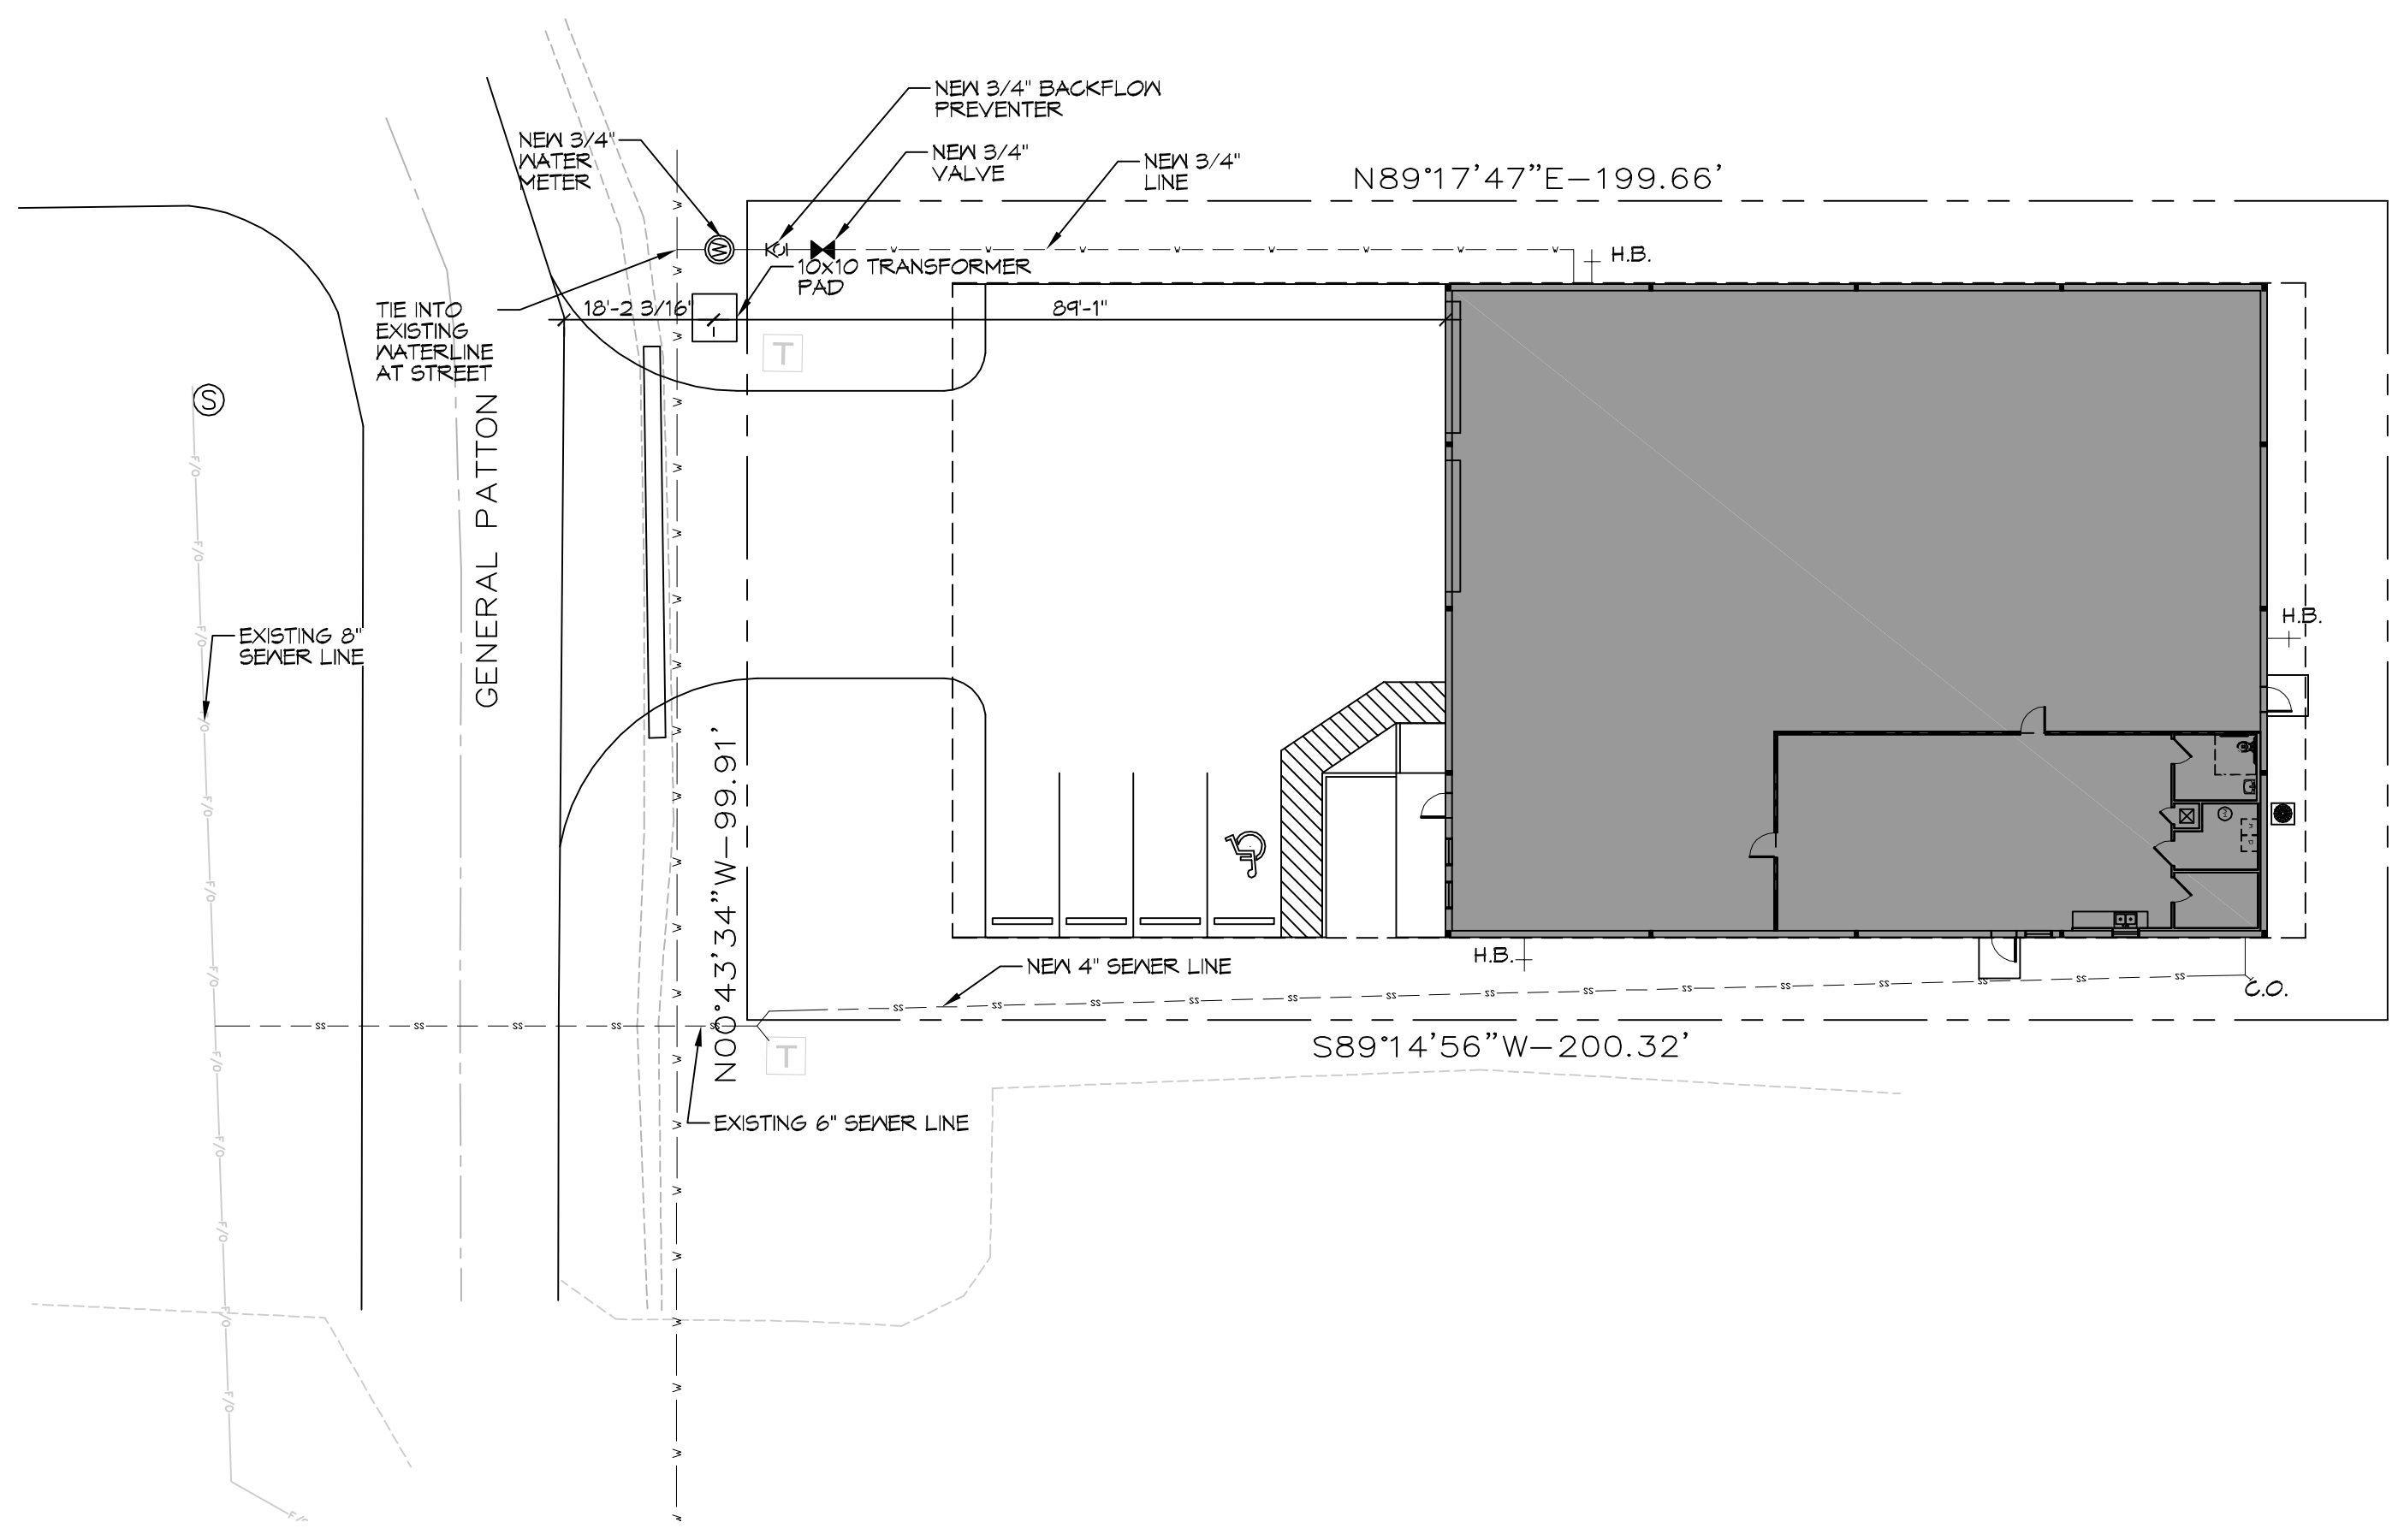 NEW 3/4" BACKFLOW
PREVENTER
NEW 3/4"
WATER
METER
NEW 3/4"
VALVE
NEW 3/4"
LINE
N89°17'47"E-199.66'
W
H.B.
10x10 TRANSFORMER
PAD
TIE INTO
EXISTING
WATERLINE
AT STREET
18'-2 3/16"
89'-1"
T
S
GENERAL PATTON
EXISTING 8"
SEWER LINE
F/O
H.B.
N00°43'34"W-99.91'
H.B.
NEW 4" SEWER LINE
SS
C.O.
S89°14'56"W-200.32'
T
EXISTING 6" SEWER LINE